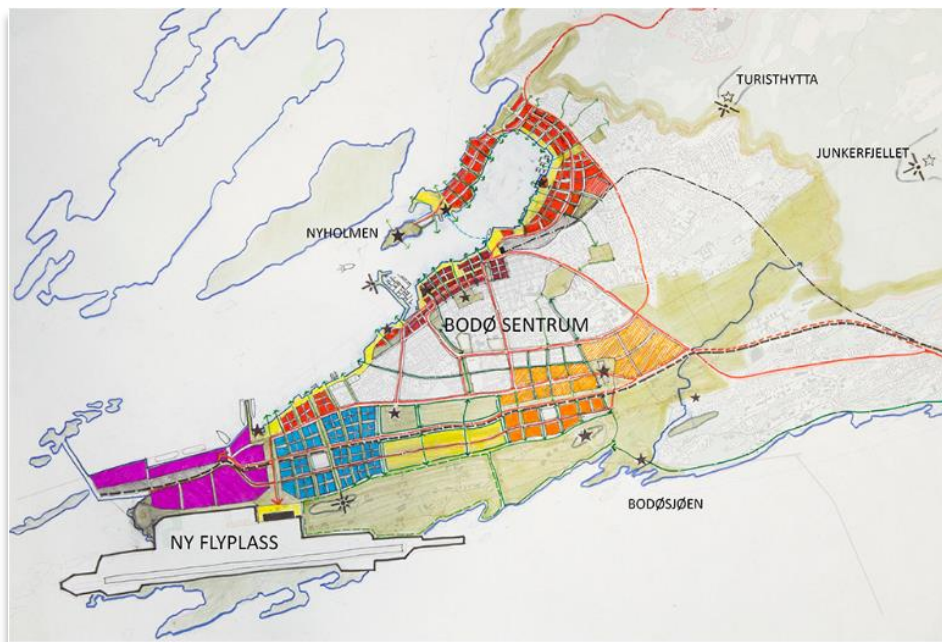 TURISTHYTTA
JUNKERFJELLET
NYHOLMEN
BODØ SENTRUM
BODØSJØEN
NY FLYPLASS